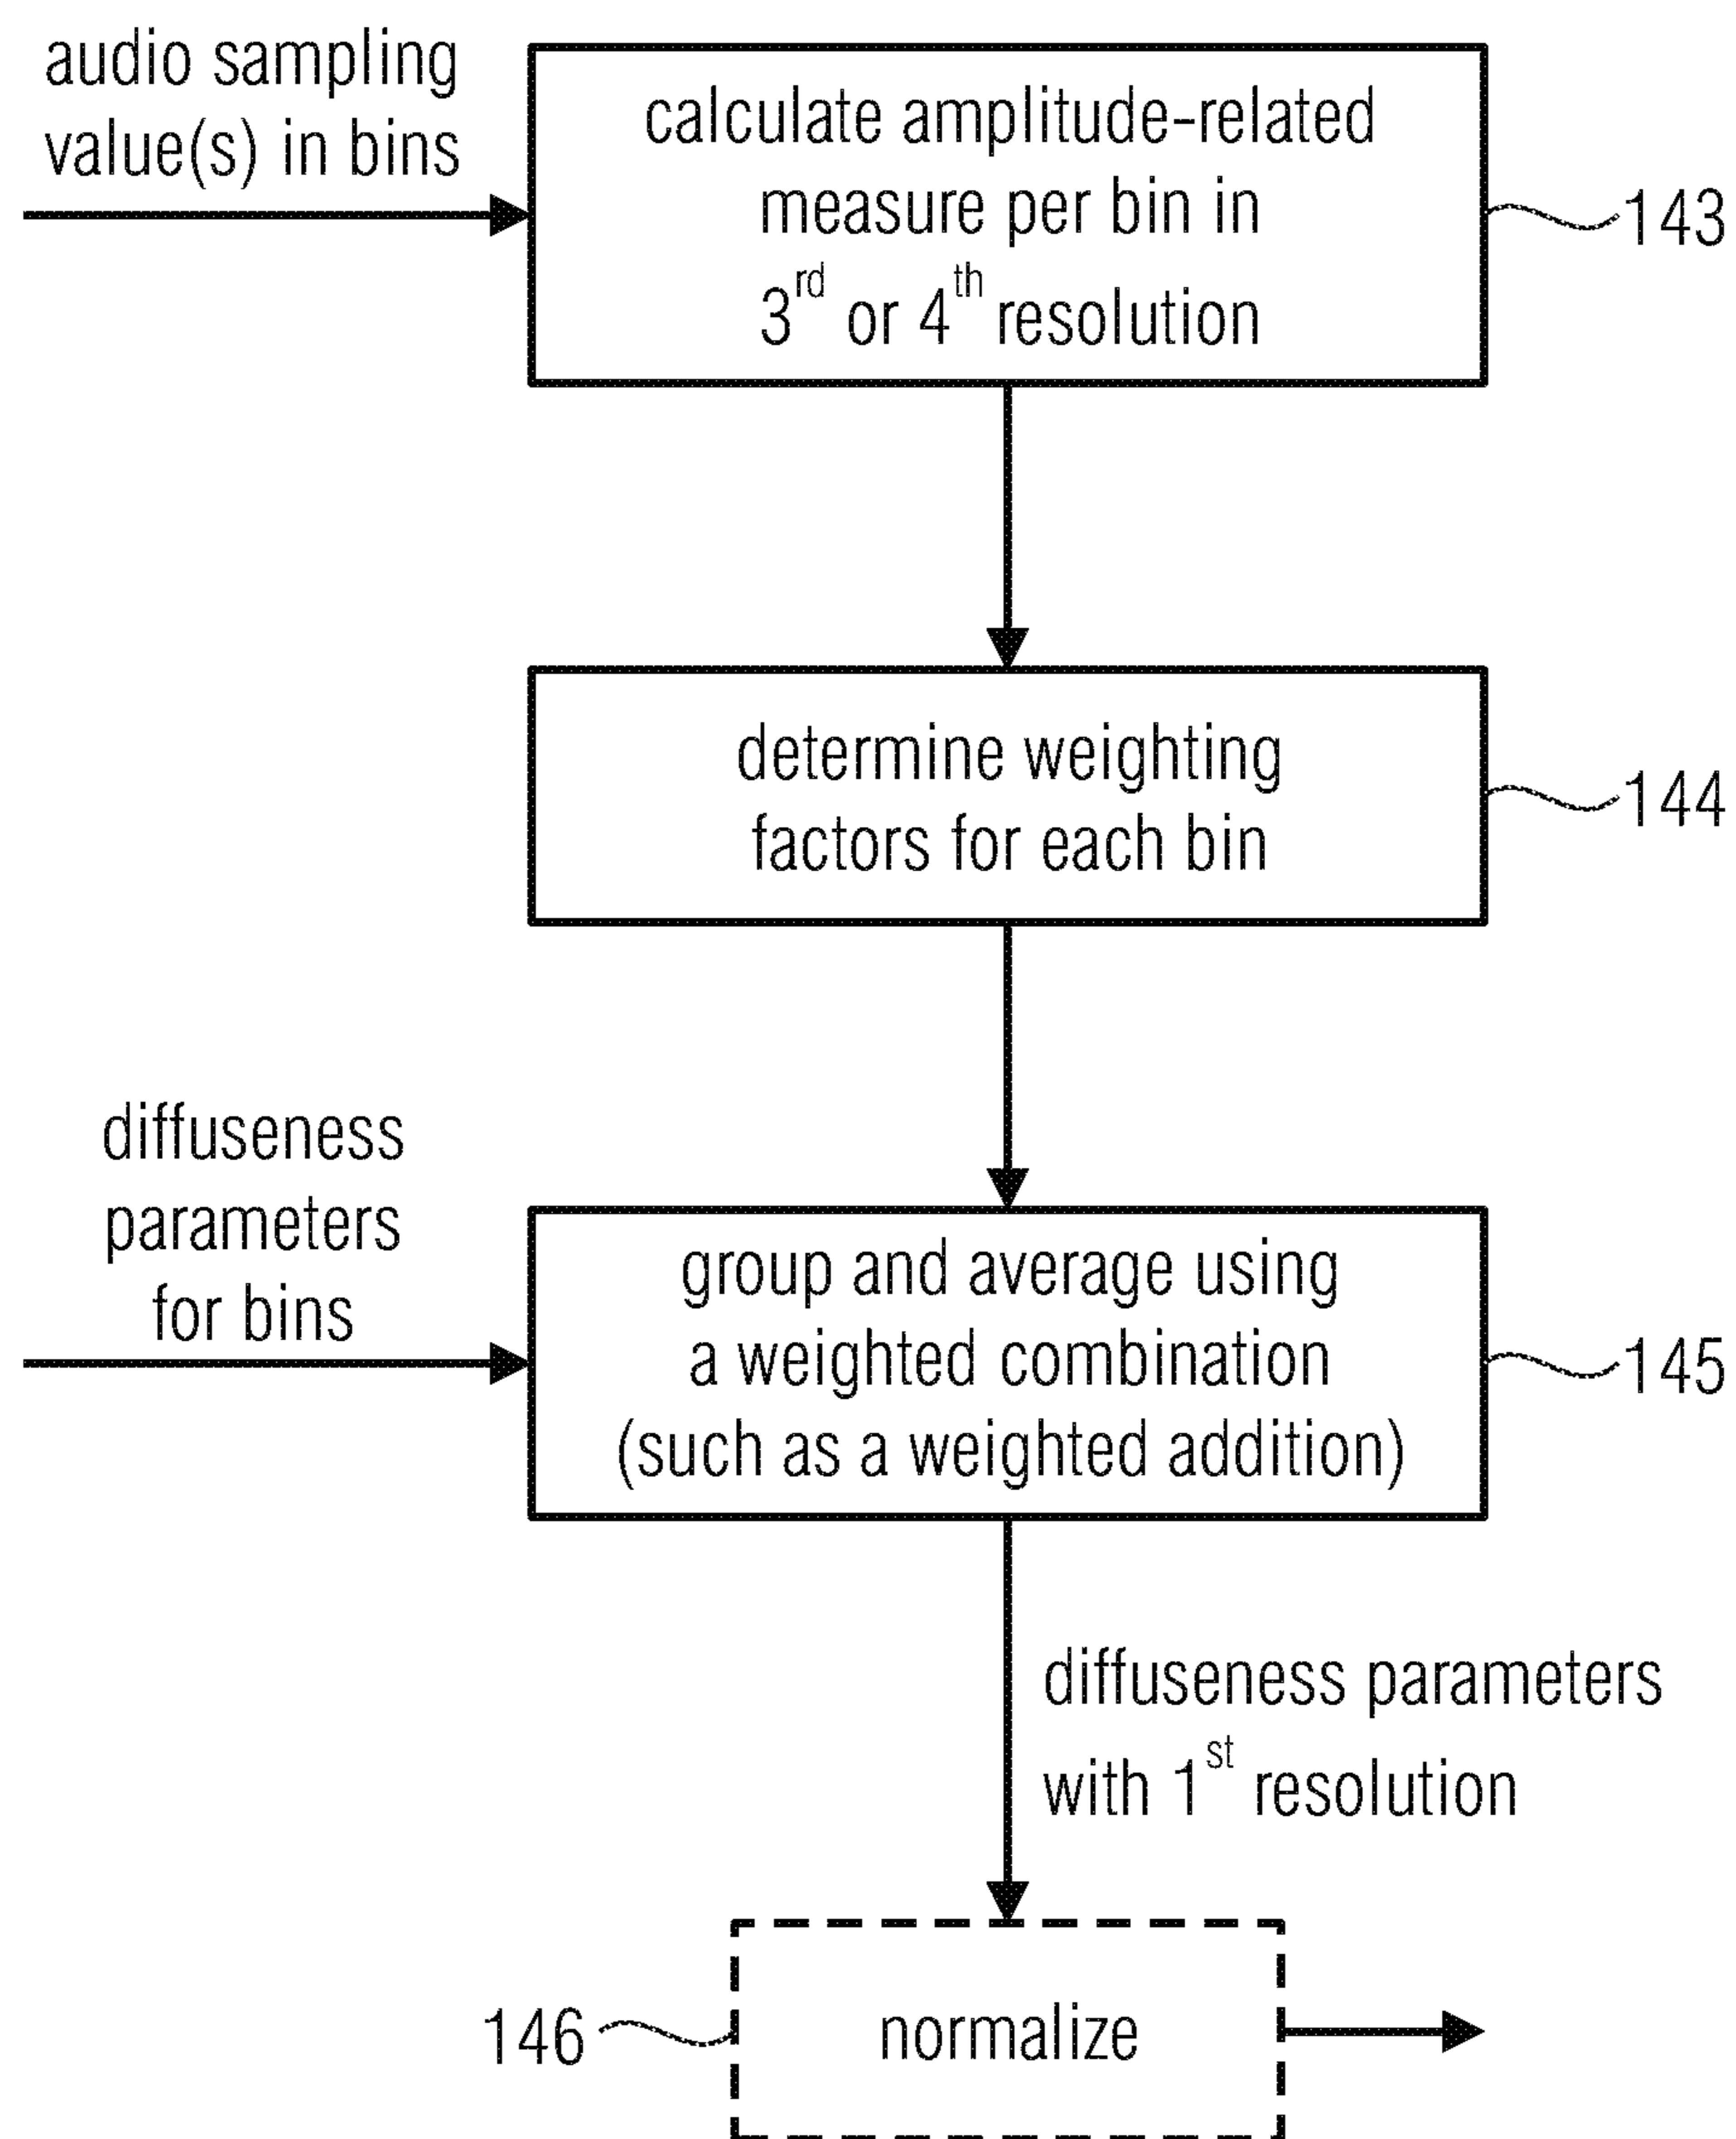 audio sampling
value(s) in bins
calculate amplitude-related
measure per bin in
3rd or 4th resolution
143
determine weighting
factors for each bin
144
diffuseness
parameters
for bins
group and average using
a weighted combination
(such as a weighted addition)
145
diffuseness parameters
with 1st resolution
146
normalize